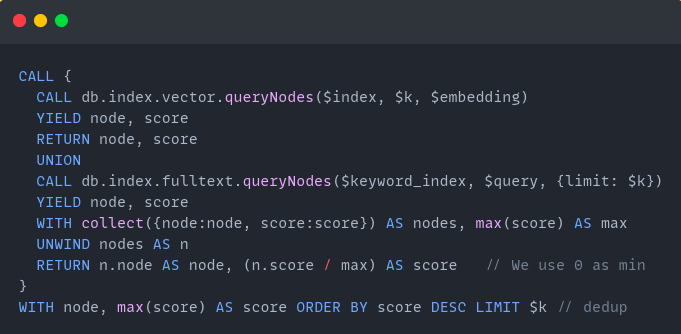 CALL {
  CALL db.index.vector.queryNodes($index, $k, $embedding)
  YIELD node, score
  RETURN node, score
  UNION
  CALL db.index.fulltext.queryNodes($keyword_index, $query, {limit: $k})
  YIELD node, score
  WITH collect({node:node, score:score}) AS nodes, max(score) AS max
  UNWIND nodes AS n
  RETURN n.node AS node, (n.score / max) AS score   // We use 0 as min
}
WITH node, max(score) AS score ORDER BY score DESC LIMIT $k // dedup